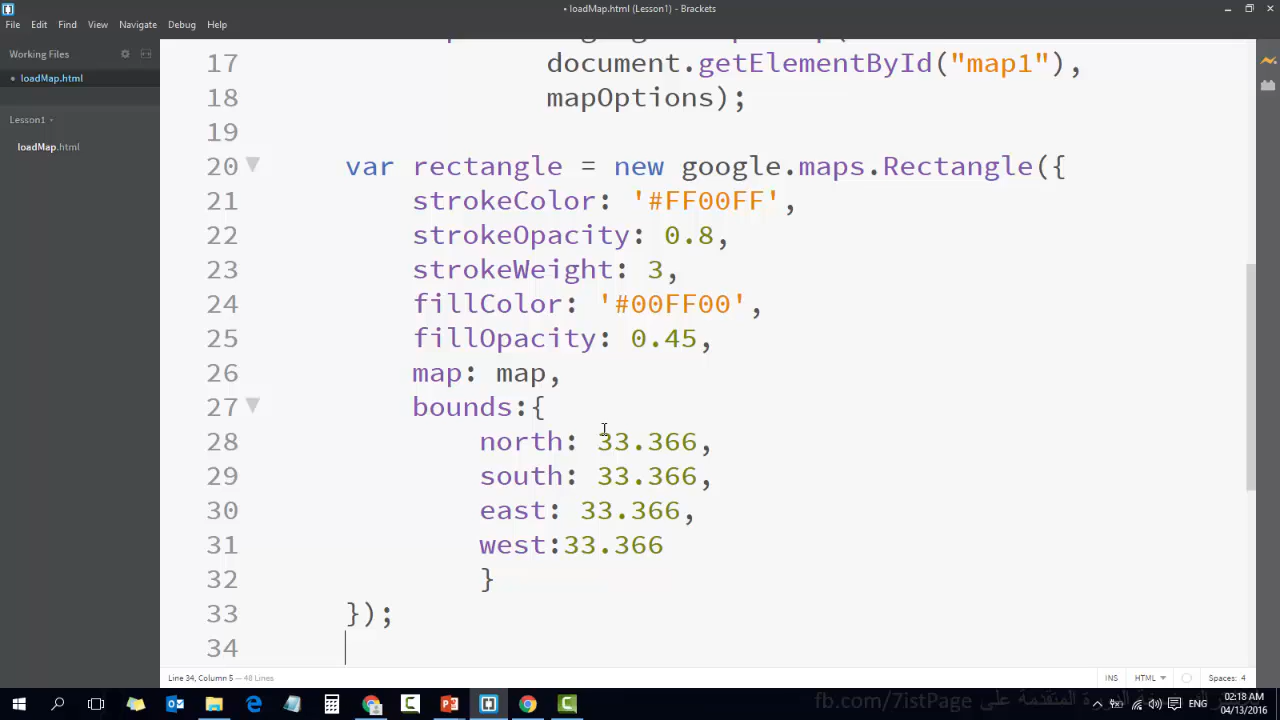 • loadMap.html (Lesson1) - Brackets
File Edit Find View Navigate Debug Help
Working Files
loadMap.html
Lesson1
loadMap.html
17 document.getElementById("map1"),
18 mapOptions);
19
20 var rectangle = new google.maps.Rectangle({
21 strokeColor: '#FF00FF',
22 strokeOpacity: 0.8,
23 strokeWeight: 3,
24 fillColor: '#00FF00',
25 fillOpacity: 0.45,
26 map: map,
27 bounds:{
28 north: 33.366,
29 south: 33.366,
30 east: 33.366,
31 west:33.366
32 }
33 });
34
Line 34, Column 5 — 48 Lines
INS HTML Spaces: 4
fb.com/7istPage
ENG
02:18 AM
04/13/2016